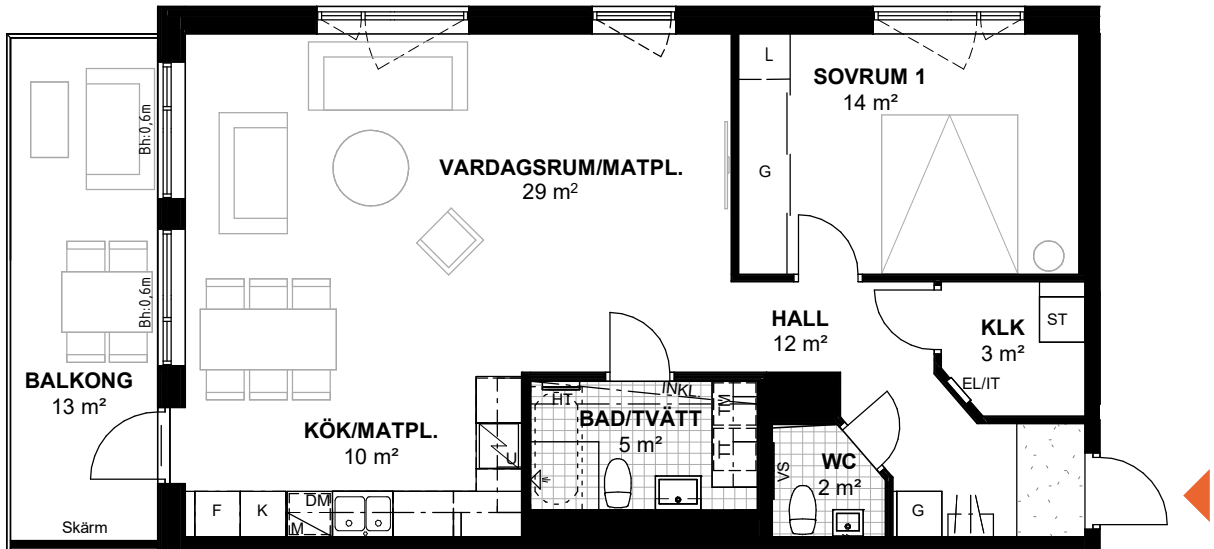 L
SOVRUM 1
14 m²
Bh:0,6m
VARDAGSRUM/MATPL.
29 m²
G
Bh:0,6m
HALL
12 m²
KLK
3 m²
ST
EL/IT
BALKONG
13 m²
HT
INKL
TM
BAD/TVÄTT
5 m²
TT
KÖK/MATPL.
10 m²
U
VS
WC
2 m²
F
K
DM
M
G
Skärm